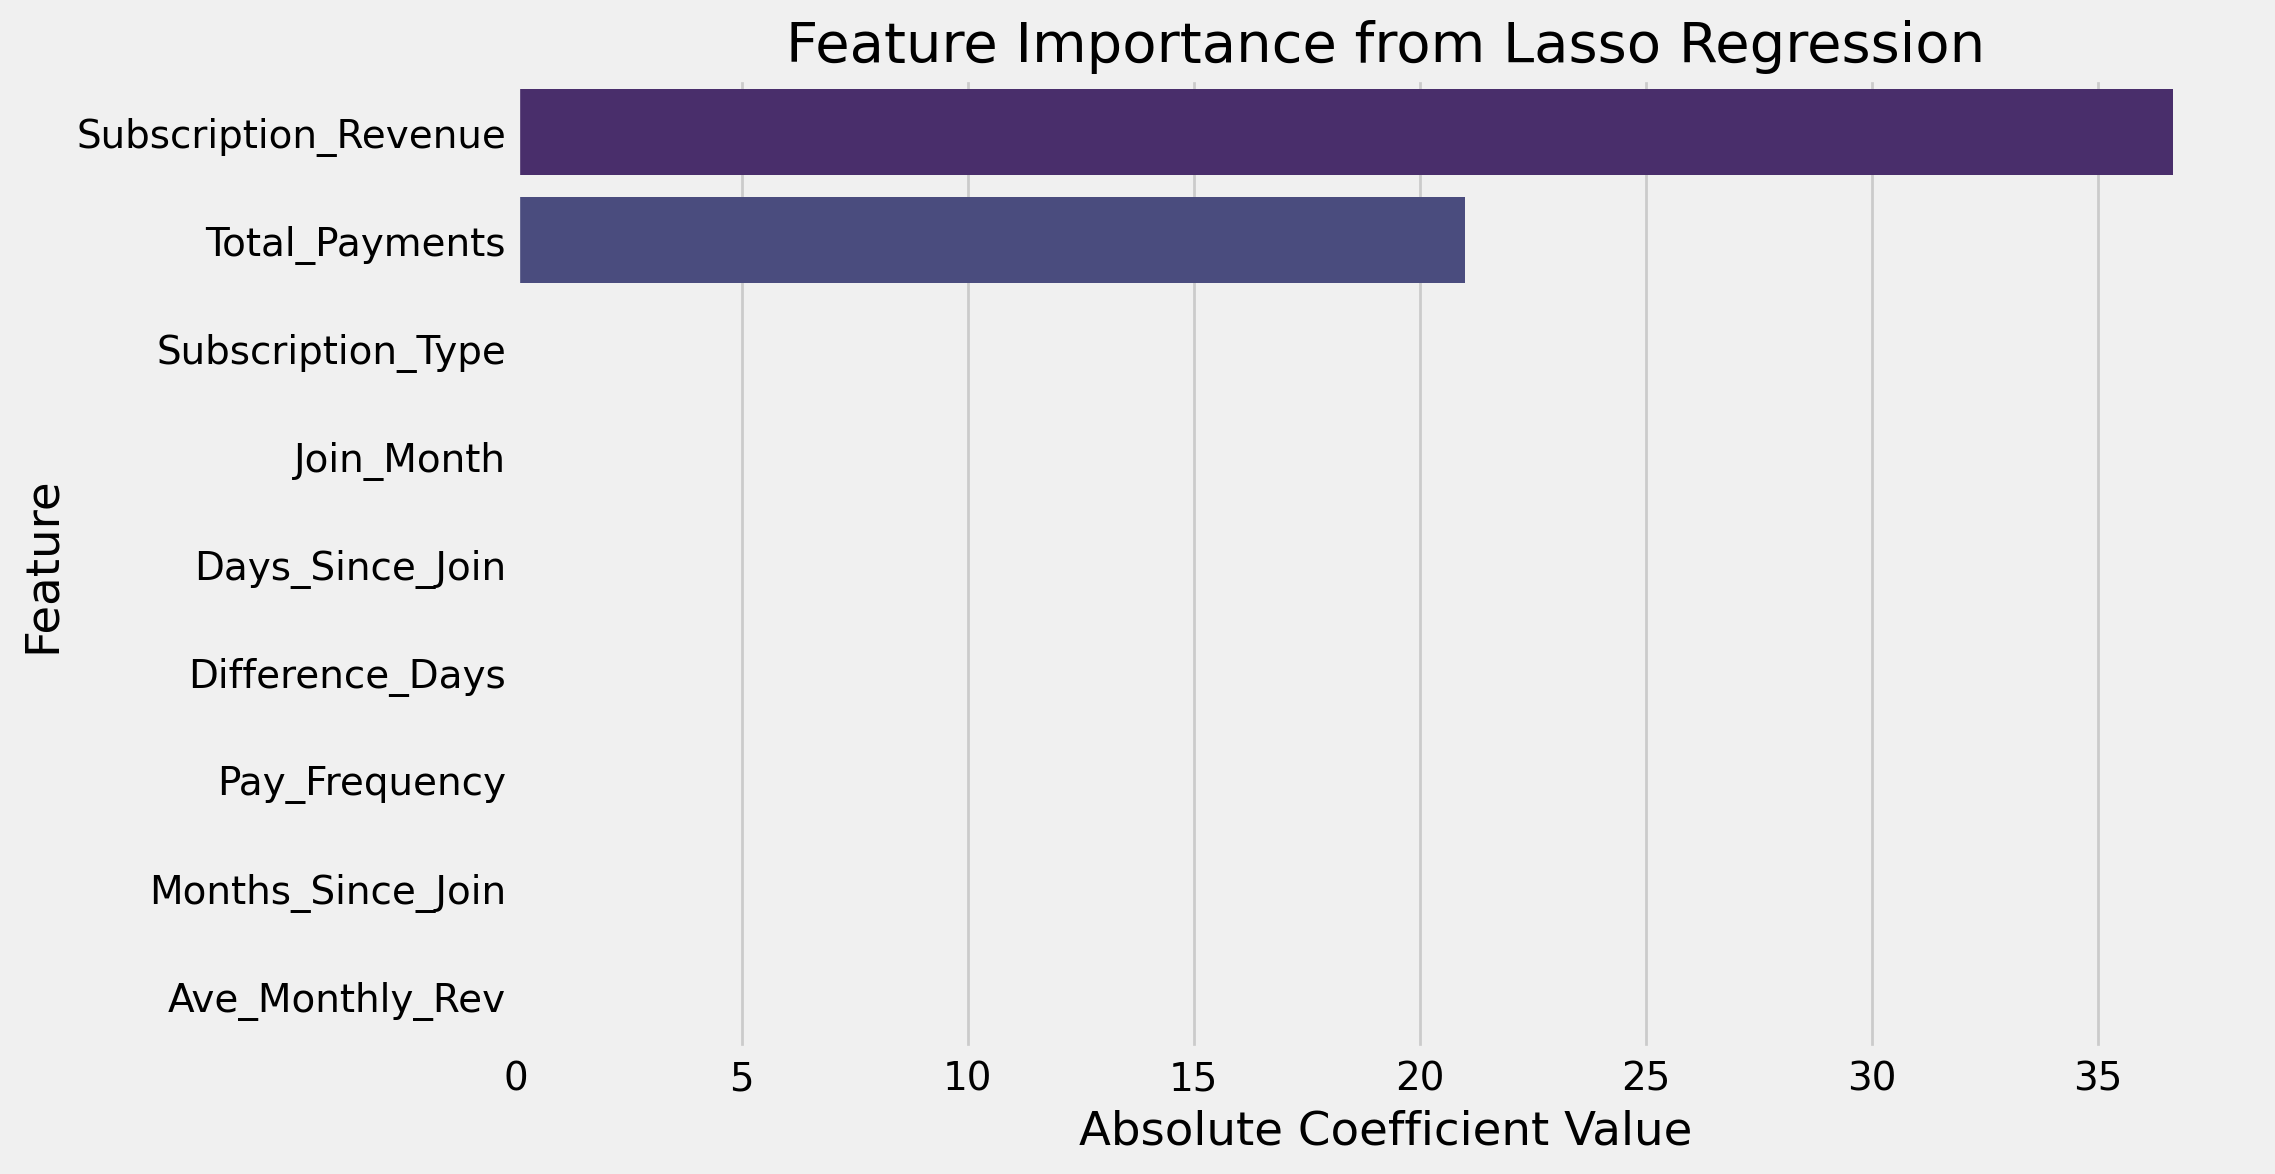 Feature Importance from Lasso Regression
Subscription_Revenue
Total_Payments
Subscription_Type
Join_Month
Days_Since_Join
Difference_Days
Pay_Frequency
Months_Since_Join
Ave_Monthly_Rev
Feature
0 5 10 15 20 25 30 35
Absolute Coefficient Value